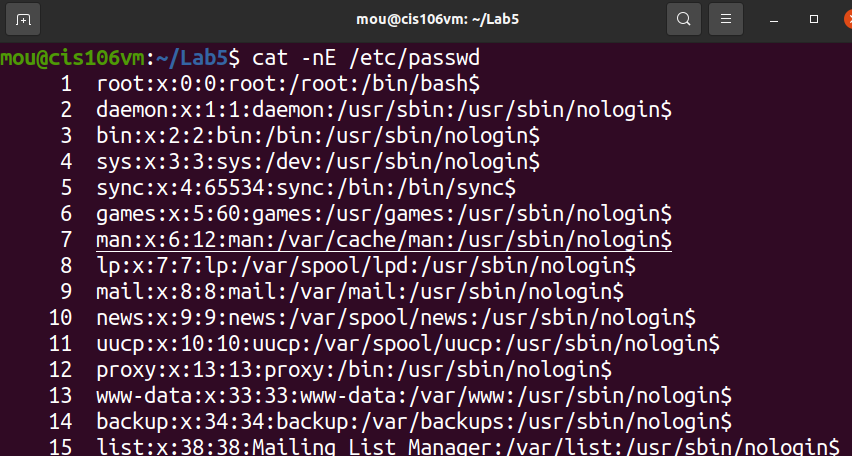 mou@cis106vm: ~/Lab5
mou@cis106vm:~/Lab5$ cat -nE /etc/passwd
1 root:x:0:0:root:/root:/bin/bash$
2 daemon:x:1:1:daemon:/usr/sbin:/usr/sbin/nologin$
3 bin:x:2:2:bin:/bin:/usr/sbin/nologin$
4 sys:x:3:3:sys:/dev:/usr/sbin/nologin$
5 sync:x:4:65534:sync:/bin:/bin/sync$
6 games:x:5:60:games:/usr/games:/usr/sbin/nologin$
7 man:x:6:12:man:/var/cache/man:/usr/sbin/nologin$
8 lp:x:7:7:lp:/var/spool/lpd:/usr/sbin/nologin$
9 mail:x:8:8:mail:/var/mail:/usr/sbin/nologin$
10 news:x:9:9:news:/var/spool/news:/usr/sbin/nologin$
11 uucp:x:10:10:uucp:/var/spool/uucp:/usr/sbin/nologin$
12 proxy:x:13:13:proxy:/bin:/usr/sbin/nologin$
13 www-data:x:33:33:www-data:/var/www:/usr/sbin/nologin$
14 backup:x:34:34:backup:/var/backups:/usr/sbin/nologin$
15 list:x:38:38:Mailing List Manager:/var/list:/usr/sbin/nologin$